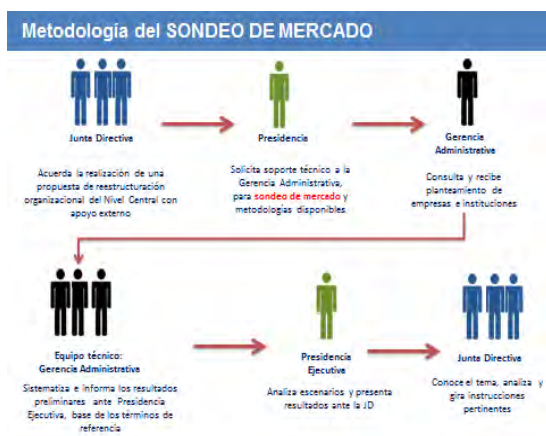 Metodología del SONDEO DE MERCADO
Junta Directiva
Acuerda la realización de una
propuesta de reestructuración
organizacional del Nivel Central con
apoyo externo
Presidencia
Solicita soporte técnico a la
Gerencia Administrativa,
para sondeo de mercado y
metodologías disponibles.
Gerencia
Administrativa
Consulta y recibe
planteamiento de
empresas e instituciones
Equipo técnico:
Gerencia Administrativa
Sistematiza e informa los resultados
preliminares ante Presidencia
Ejecutiva, base de los términos de
referencia
Presidencia
Ejecutiva
Analiza escenarios y presenta
resultados ante la JD
Junta Directiva
Conoce el tema, analiza y
gira instrucciones
pertinentes